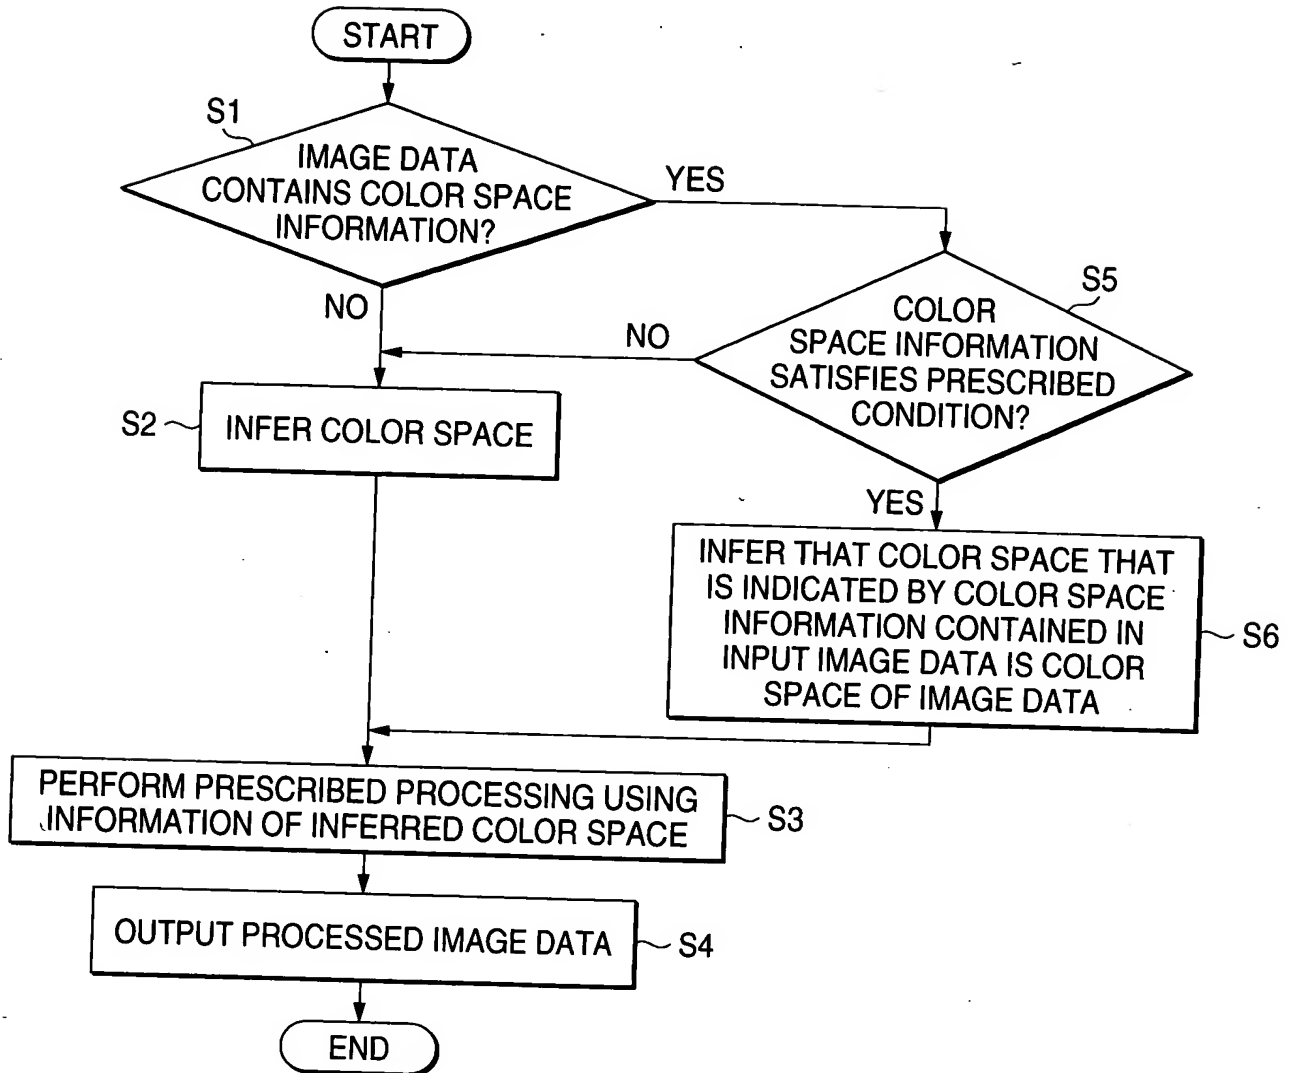 START
S1
IMAGE DATA
CONTAINS COLOR SPACE
INFORMATION?
YES
NO
S5
COLOR
SPACE INFORMATION
SATISFIES PRESCRIBED
CONDITION?
NO
YES
S2
INFER COLOR SPACE
INFER THAT COLOR SPACE THAT
IS INDICATED BY COLOR SPACE
INFORMATION CONTAINED IN
INPUT IMAGE DATA IS COLOR
SPACE OF IMAGE DATA
S6
PERFORM PRESCRIBED PROCESSING USING
INFORMATION OF INFERRED COLOR SPACE
S3
OUTPUT PROCESSED IMAGE DATA
S4
END